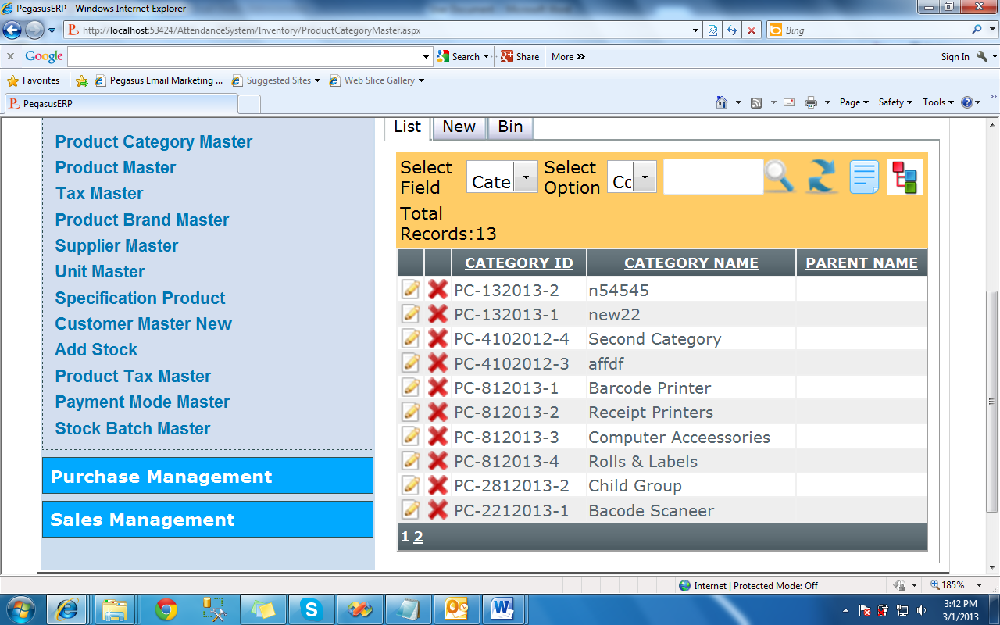 PegasusERP - Windows Internet Explorer
http://localhost:53424/AttendanceSystem/Inventory/ProductCategoryMaster.aspx
Bing
x Google Search Share More » Sign In
Favorites Pegasus Email Marketing ... Suggested Sites Web Slice Gallery
PegasusERP Page Safety Tools »
Product Category Master
Product Master
Tax Master
Product Brand Master
Supplier Master
Unit Master
Specification Product
Customer Master New
Add Stock
Product Tax Master
Payment Mode Master
Stock Batch Master
Purchase Management
Sales Management
List New Bin
Select Field Cate Select Option Cc
Total
Records:13
CATEGORY ID CATEGORY NAME PARENT NAME
PC-132013-2 n54545
PC-132013-1 new22
PC-4102012-4 Second Category
PC-4102012-3 affdf
PC-812013-1 Barcode Printer
PC-812013-2 Receipt Printers
PC-812013-3 Computer Acceessories
PC-812013-4 Rolls & Labels
PC-2812013-2 Child Group
PC-2212013-1 Bacode Scaneer
1 2
Internet | Protected Mode: Off 185%
3:42 PM
3/1/2013